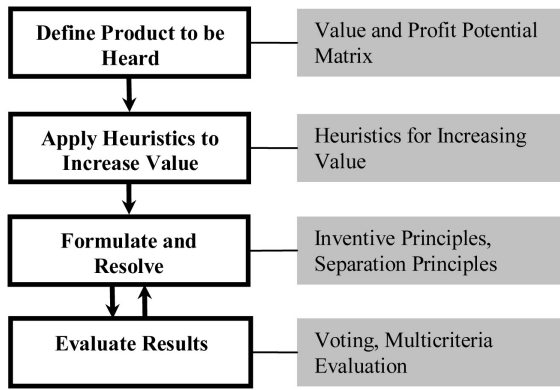 Define Product to be
Heard
Value and Profit Potential
Matrix
Apply Heuristics to
Increase Value
Heuristics for Increasing
Value
Formulate and
Resolve
Inventive Principles,
Separation Principles
Evaluate Results
Voting, Multicriteria
Evaluation